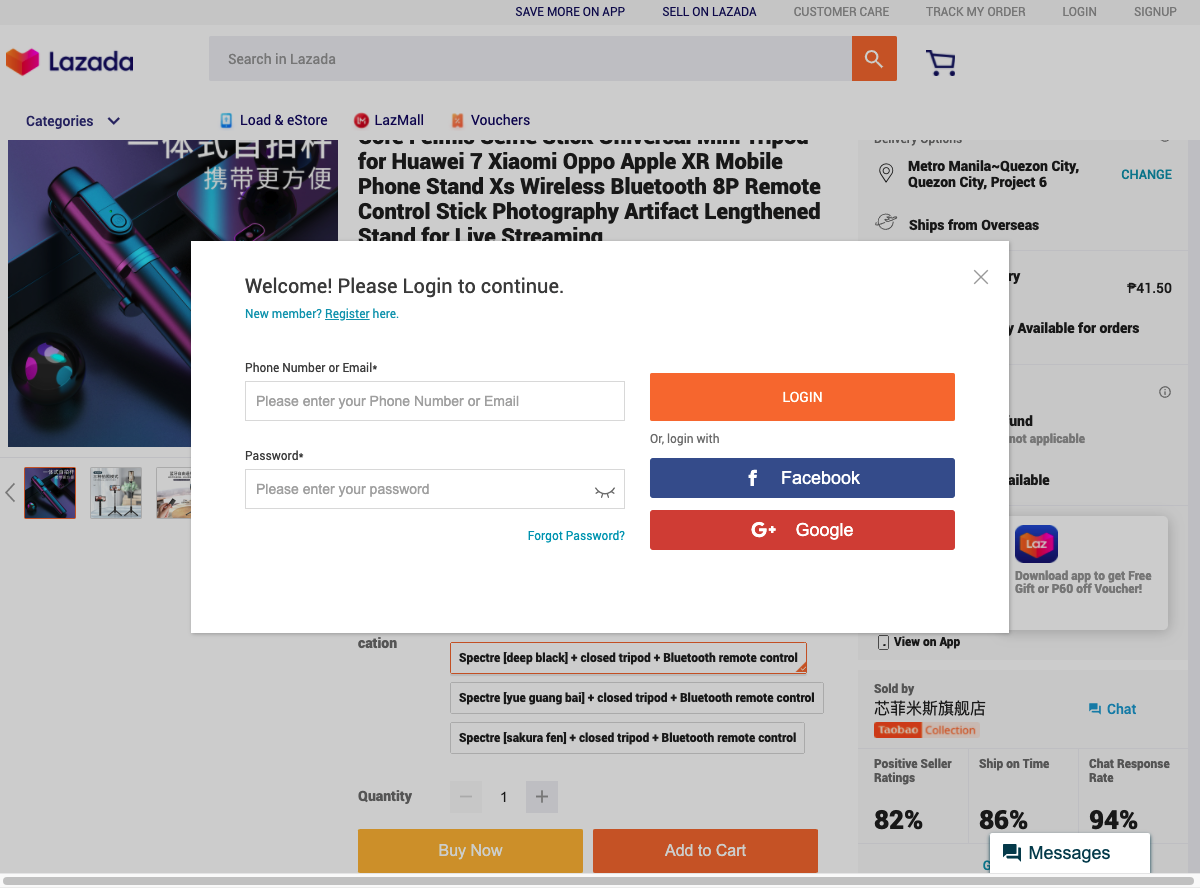 SAVE MORE ON APP
SELL ON LAZADA
CUSTOMER CARE
TRACK MY ORDER
LOGIN
SIGNUP
Lazada
Search in Lazada
Categories
Load & eStore
LazMall
Vouchers
一体式自拍杆
携带更方便
Core Feimis Selfie Stick Universal Mini Tripod
for Huawei 7 Xiaomi Oppo Apple XR Mobile
Phone Stand Xs Wireless Bluetooth 8P Remote
Control Stick Photography Artifact Lengthened
Stand for Live Streaming
Delivery Options
Metro Manila~Quezon City,
Quezon City, Project 6
CHANGE
Ships from Overseas
ry
₱41.50
y Available for orders
und
not applicable
ailable
Welcome! Please Login to continue.
New member? Register here.
Phone Number or Email*
Please enter your Phone Number or Email
Password*
Please enter your password
Forgot Password?
LOGIN
Or, login with
Facebook
G+ Google
Laz
Download app to get Free
Gift or P60 off Voucher!
View on App
cation
Spectre [deep black] + closed tripod + Bluetooth remote control
Spectre [yue guang bai] + closed tripod + Bluetooth remote control
Spectre [sakura fen] + closed tripod + Bluetooth remote control
Quantity
1
Buy Now
Add to Cart
Sold by
芯菲米斯旗舰店
Chat
Taobao Collection
Positive Seller
Ratings
82%
Ship on Time
86%
Chat Response
Rate
94%
G
Messages